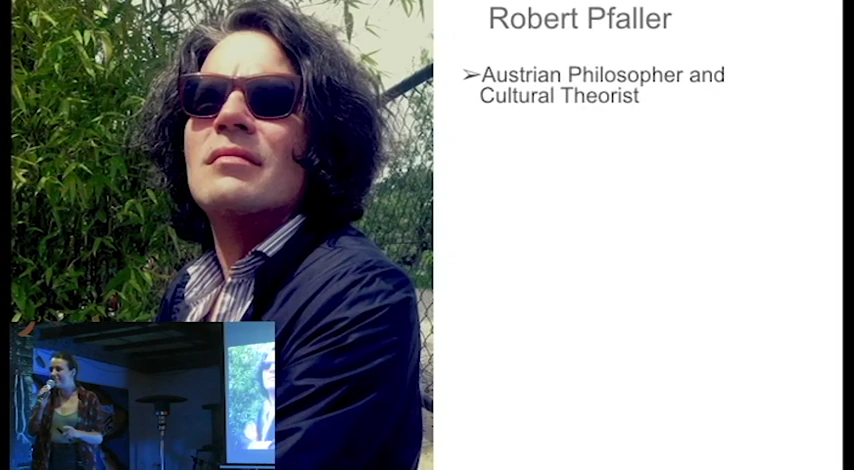 Robert Pfaller
➢Austrian Philosopher and
Cultural Theorist